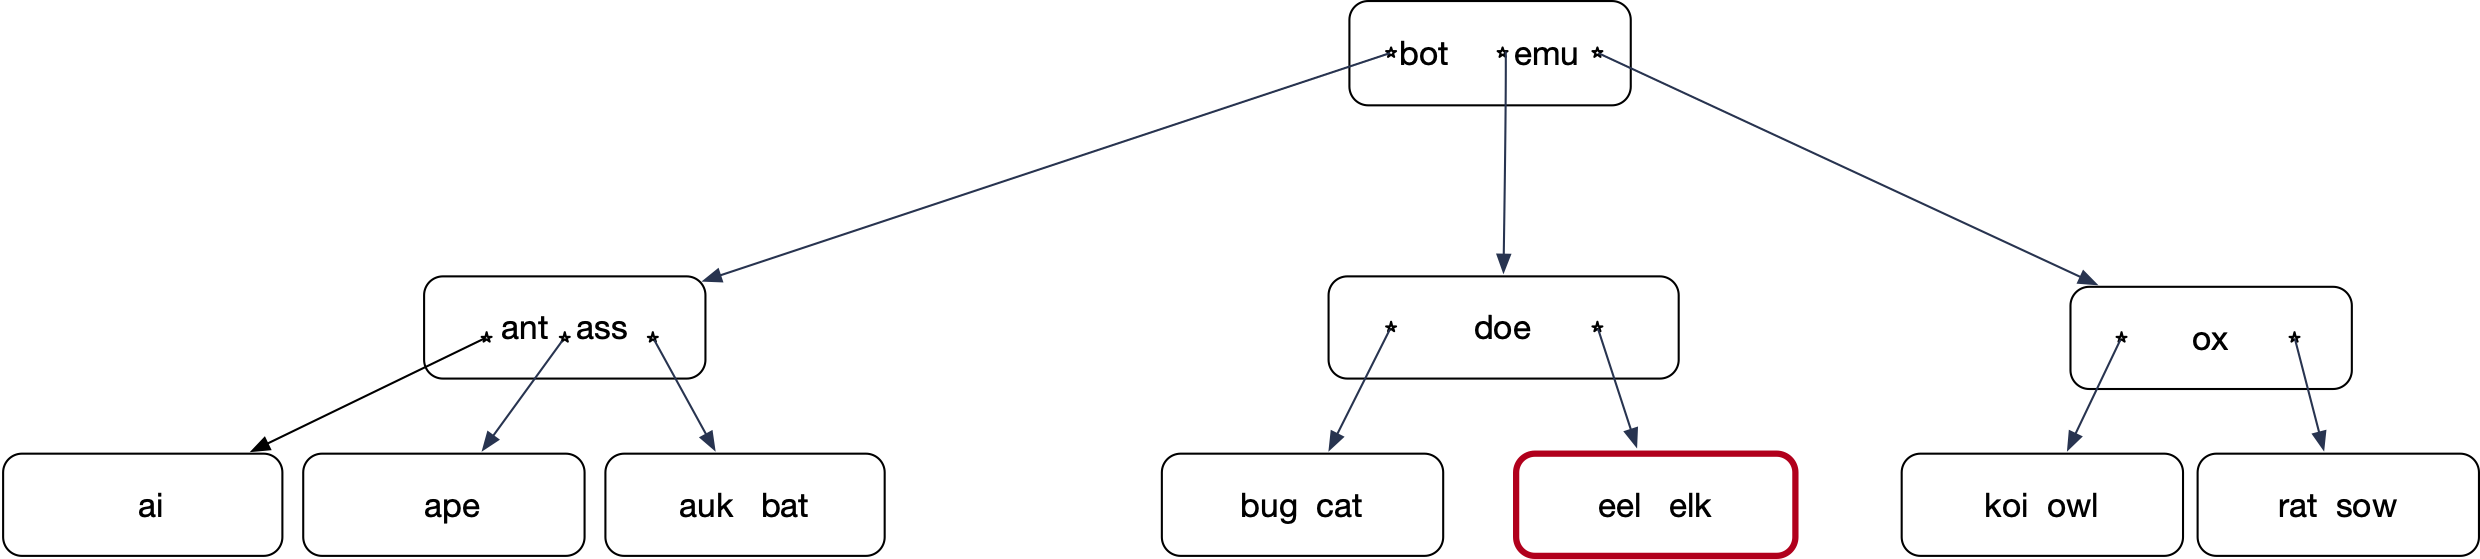 bot emu
ant ass
doe
ox
ai
ape
auk bat
bug cat
eel elk
koi owl
rat sow